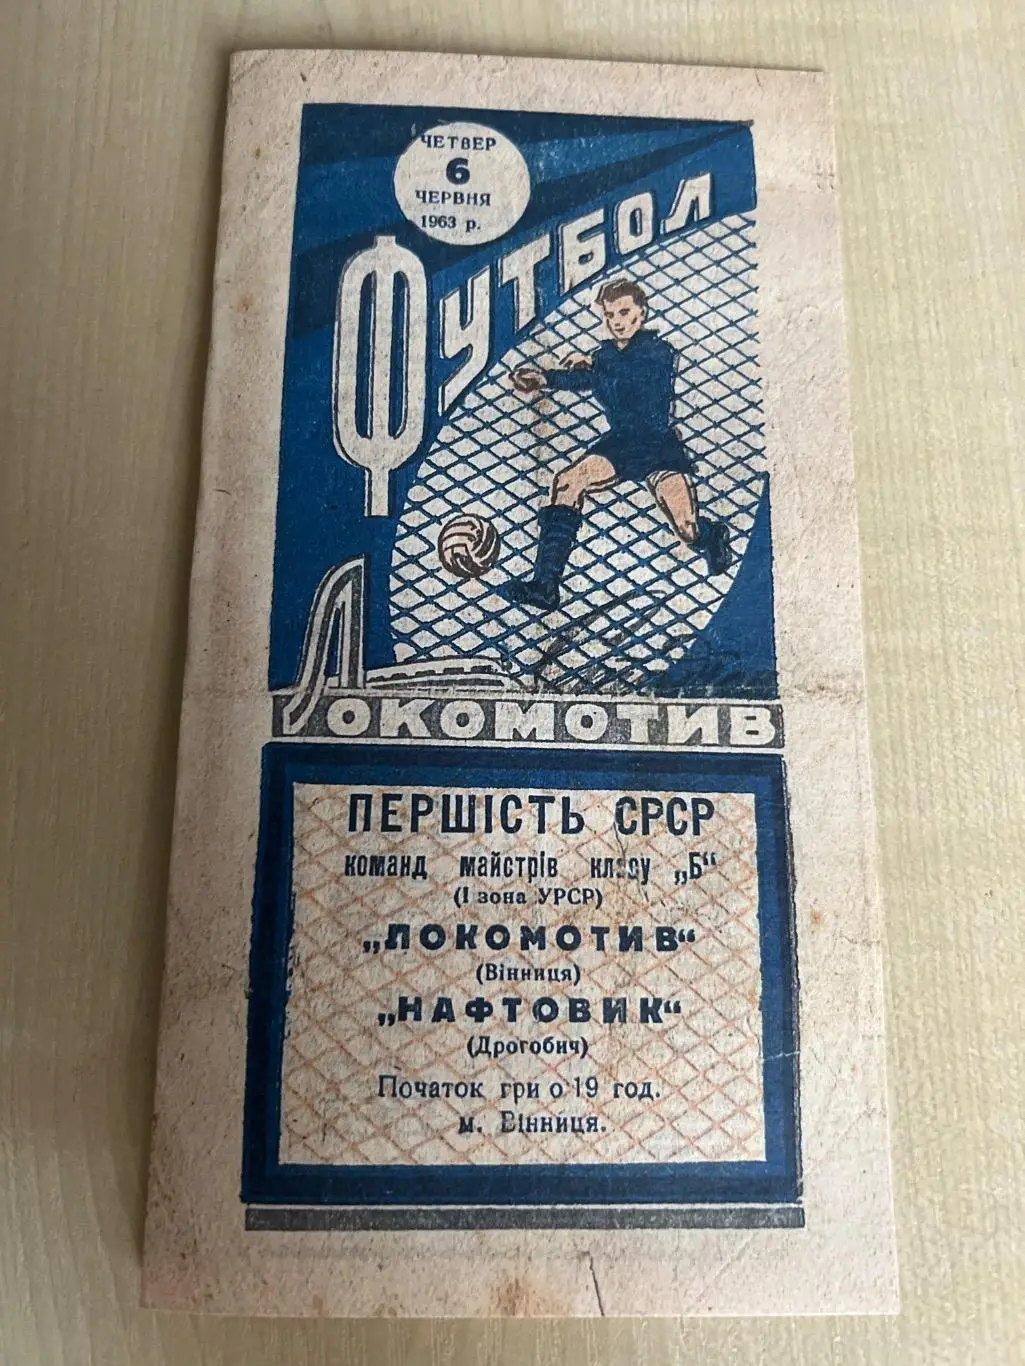 ЧЕТВЕР
6
ЧЕРВНЯ
1963 р.
ФУТБОЛ
ЛОКОМОТИВ
ПЕРШІСТЬ СРСР
команд майстрів класу „Б“
(І зона УРСР)
„ЛОКОМОТИВ“
(Вінниця)
„НАФТОВИК“
(Дрогобич)
Початок гри о 19 год.
м. Вінниця.